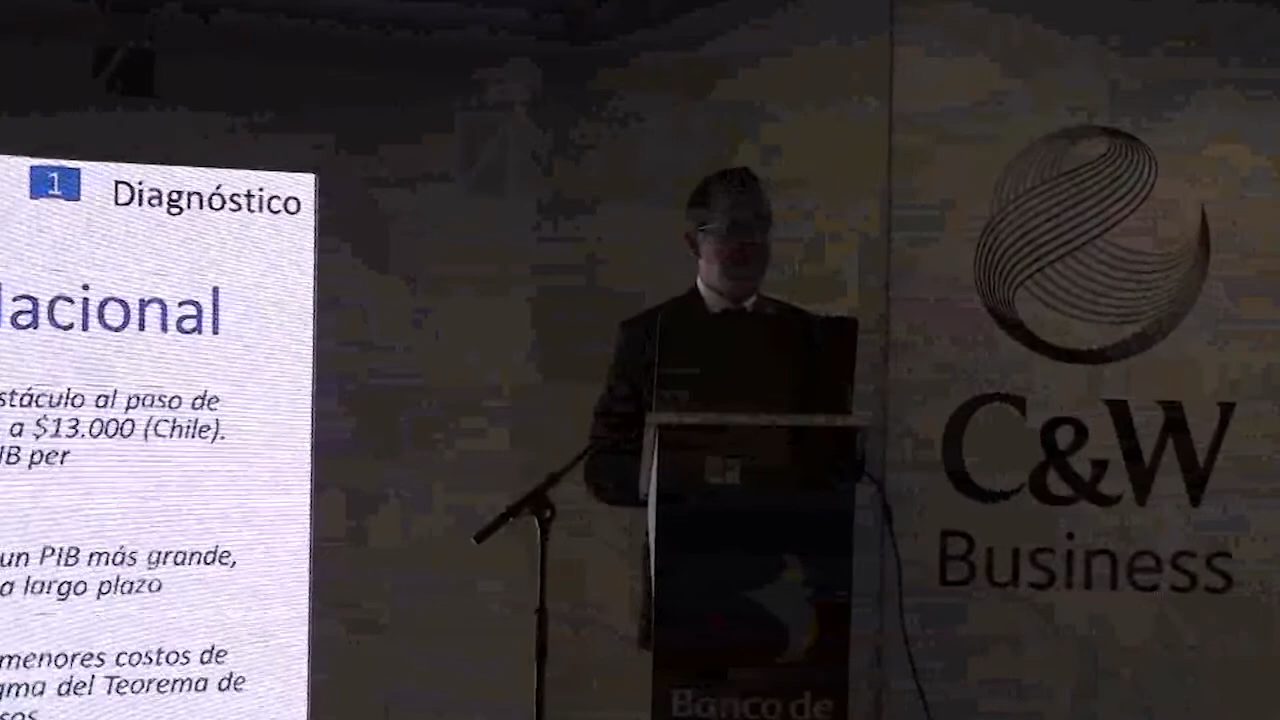 1 Diagnóstico
lacional
stáculo al paso de
a $13.000 (Chile).
IB per
un PIB más grande,
a largo plazo
menores costos de
gma del Teorema de
sos
C&W
Business
Banco de